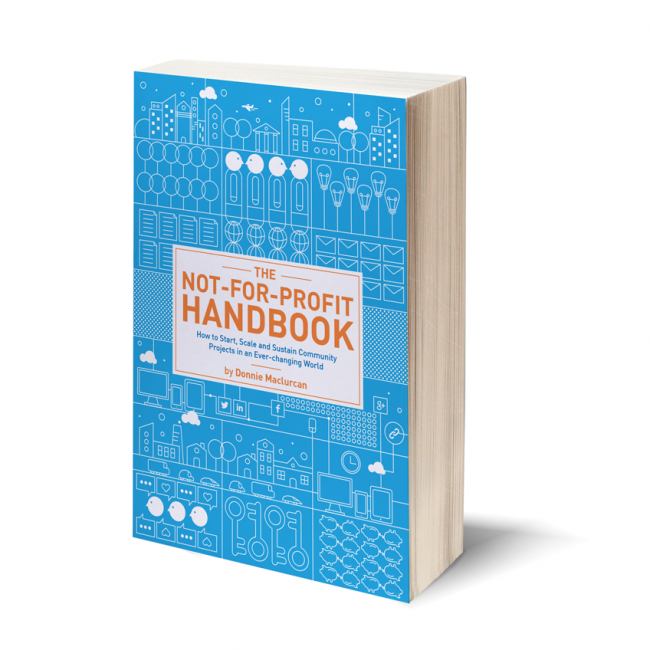 THE
NOT-FOR-PROFIT
HANDBOOK
How to Start, Scale and Sustain Community
Projects in an Ever-changing World
by Donnie Maclurcan
in
f
g+